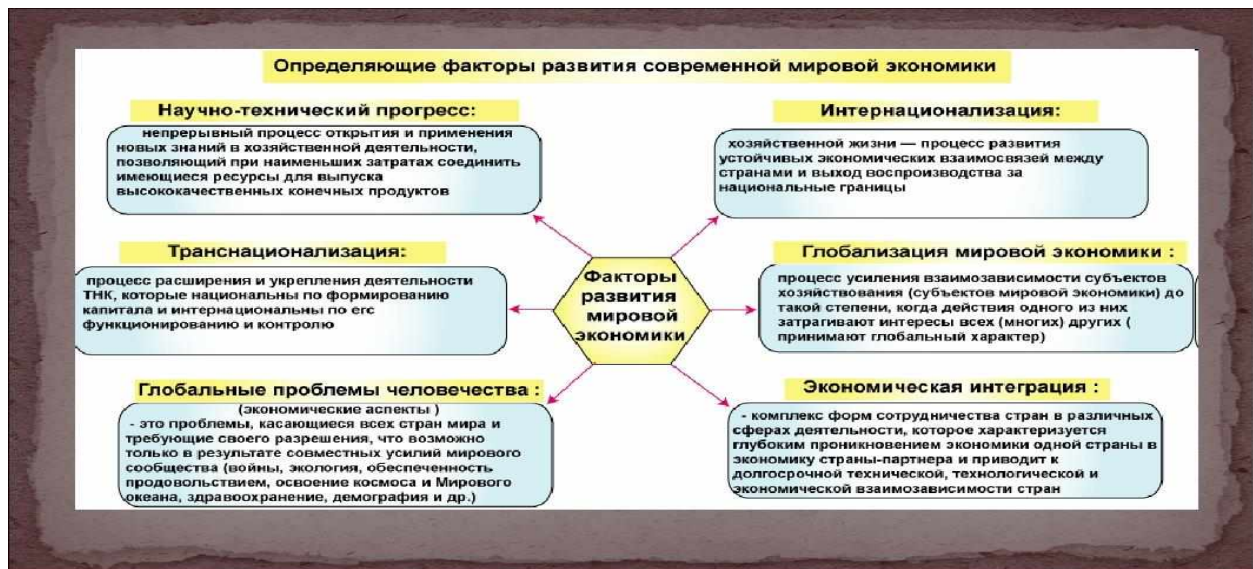 Определяющие факторы развития современной мировой экономики
Научно-технический прогресс:
непрерывный процесс открытия и применения
новых знаний в хозяйственной деятельности,
позволяющий при наименьших затратах соединить
имеющиеся ресурсы для выпуска
высококачественных конечных продуктов
Интернационализация:
хозяйственной жизни — процесс развития
устойчивых экономических взаимосвязей между
странами и выход воспроизводства за
национальные границы
Транснационализация:
процесс расширения и укрепления деятельности
ТНК, которые национальны по формированию
капитала и интернациональны по его
функционированию и контролю
Факторы
развития
мировой
экономики
Глобализация мировой экономики :
процесс усиления взаимозависимости субъектов
хозяйствования (субъектов мировой экономики) до
такой степени, когда действия одного из них
затрагивают интересы всех (многих) других (
принимают глобальный характер)
Глобальные проблемы человечества :
(экономические аспекты )
- это проблемы, касающиеся всех стран мира и
требующие своего разрешения, что возможно
только в результате совместных усилий мирового
сообщества (войны, экология, обеспеченность
продовольствием, освоение космоса и Мирового
океана, здравоохранение, демография и др.)
Экономическая интеграция :
- комплекс форм сотрудничества стран в различных
сферах деятельности, которое характеризуется
глубоким проникновением экономики одной страны в
экономику страны-партнера и приводит к
долгосрочной технической, технологической и
экономической взаимозависимости стран